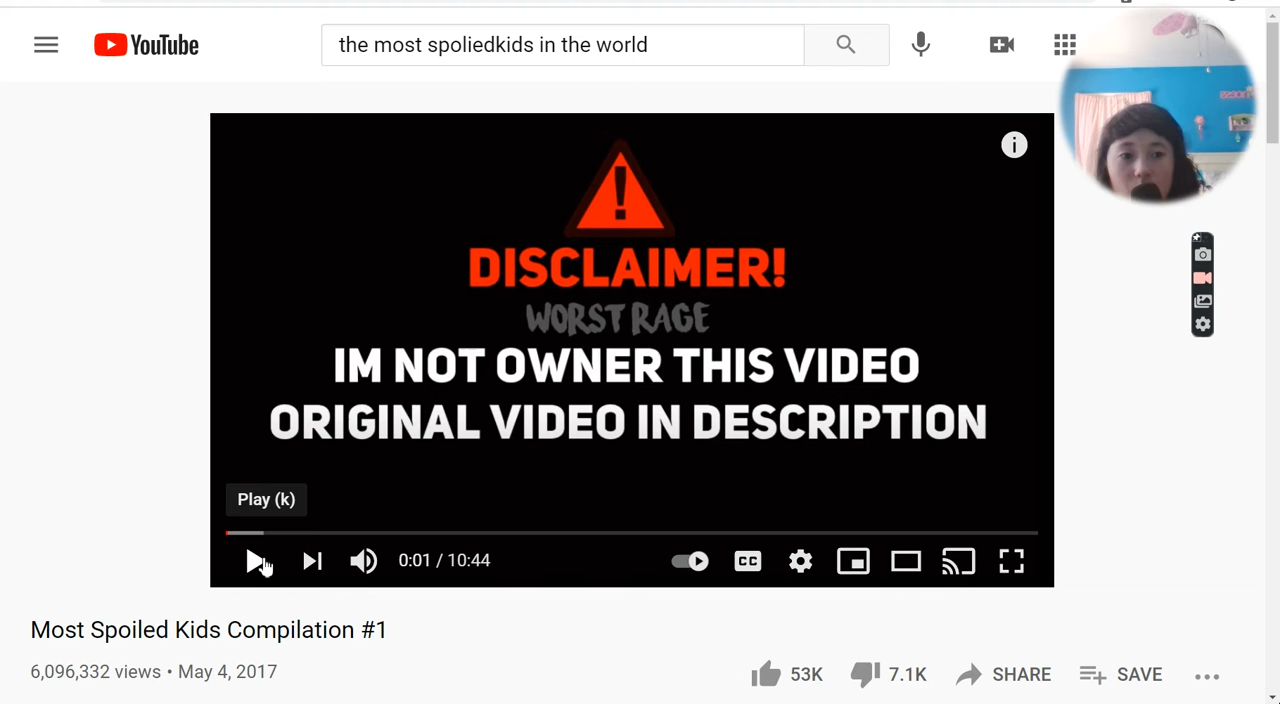 YouTube
the most spoliedkids in the world
DISCLAIMER!
WORST RAGE
IM NOT OWNER THIS VIDEO
ORIGINAL VIDEO IN DESCRIPTION
Play (k)
0:01 / 10:44
CC
Most Spoiled Kids Compilation #1
6,096,332 views • May 4, 2017
53K
7.1K
SHARE
SAVE